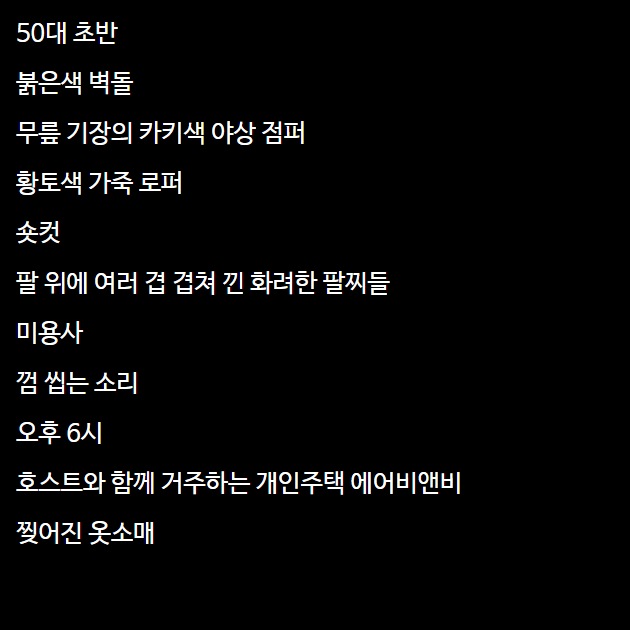 50대 초반
붉은색 벽돌
무릎 기장의 카키색 야상 점퍼
황토색 가죽 로퍼
숏컷
팔 위에 여러 겹 겹쳐 낀 화려한 팔찌들
미용사
껌 씹는 소리
오후 6시
호스트와 함께 거주하는 개인주택 에어비앤비
찢어진 옷소매